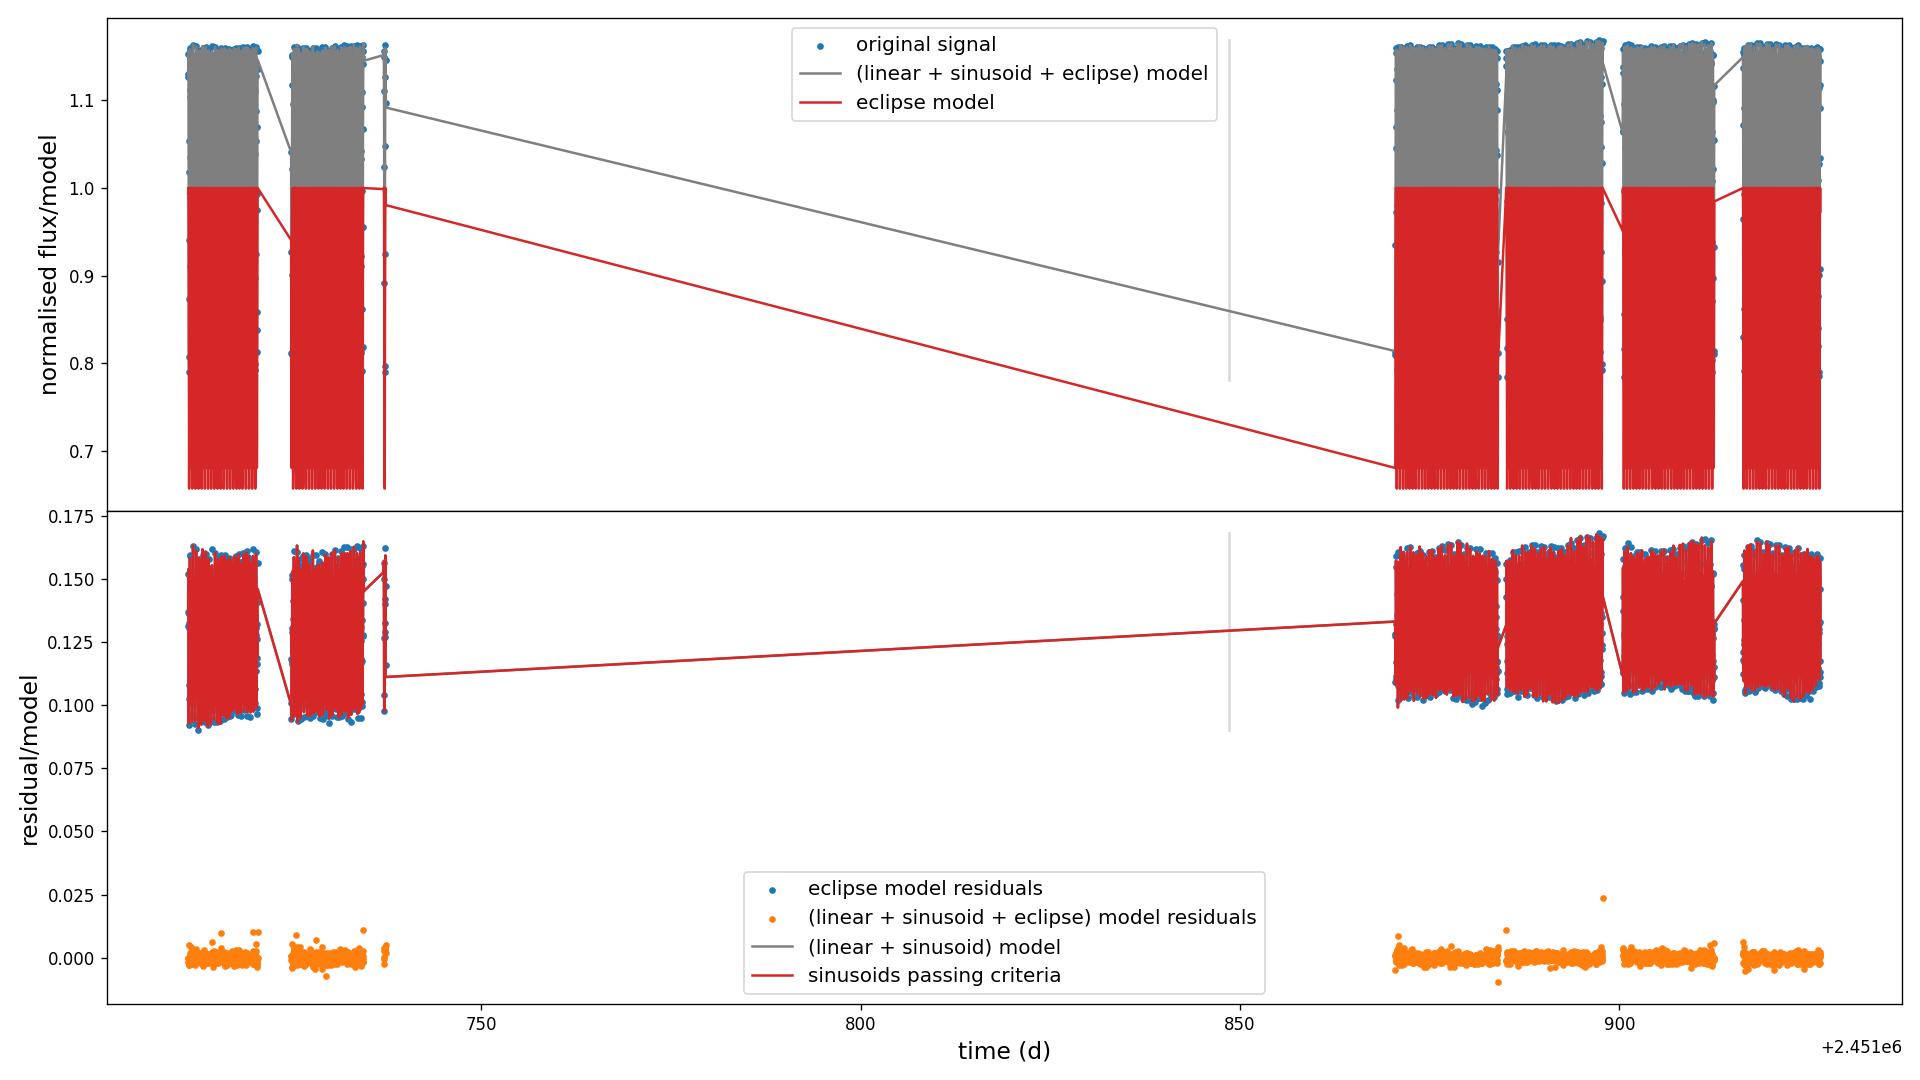 original signal
(linear + sinusoid + eclipse) model
eclipse model
normalised flux/model
1.1
1.0
0.9
0.8
0.7
0.175
0.150
0.125
0.100
0.075
0.050
0.025
0.000
residual/model
eclipse model residuals
(linear + sinusoid + eclipse) model residuals
(linear + sinusoid) model
sinusoids passing criteria
750
800
850
900
time (d)
+2.451e6